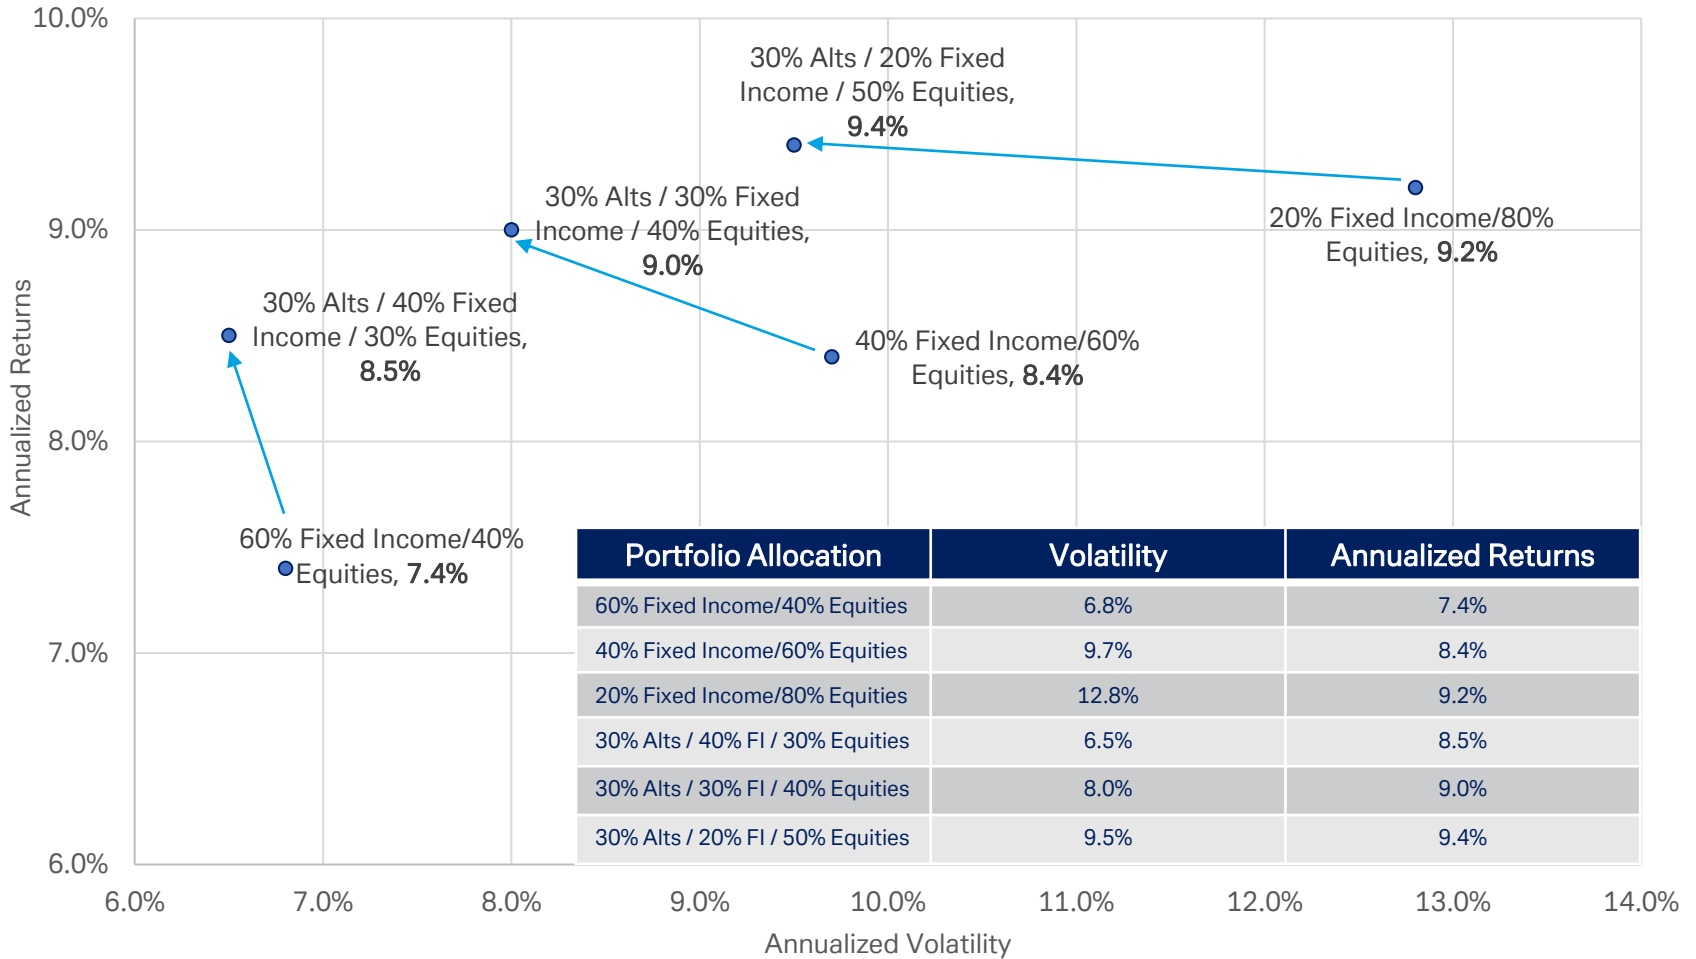 10.0%
9.0%
8.0%
7.0%
6.0%
Annualized Returns
30% Alts / 20% Fixed
Income / 50% Equities,
9.4%
30% Alts / 30% Fixed
Income / 40% Equities,
9.0%
20% Fixed Income/80%
Equities, 9.2%
30% Alts / 40% Fixed
Income / 30% Equities,
8.5%
40% Fixed Income/60%
Equities, 8.4%
60% Fixed Income/40%
Equities, 7.4%
Portfolio Allocation Volatility Annualized Returns
60% Fixed Income/40% Equities 6.8% 7.4%
40% Fixed Income/60% Equities 9.7% 8.4%
20% Fixed Income/80% Equities 12.8% 9.2%
30% Alts / 40% FI / 30% Equities 6.5% 8.5%
30% Alts / 30% FI / 40% Equities 8.0% 9.0%
30% Alts / 20% FI / 50% Equities 9.5% 9.4%
6.0% 7.0% 8.0% 9.0% 10.0% 11.0% 12.0% 13.0% 14.0%
Annualized Volatility